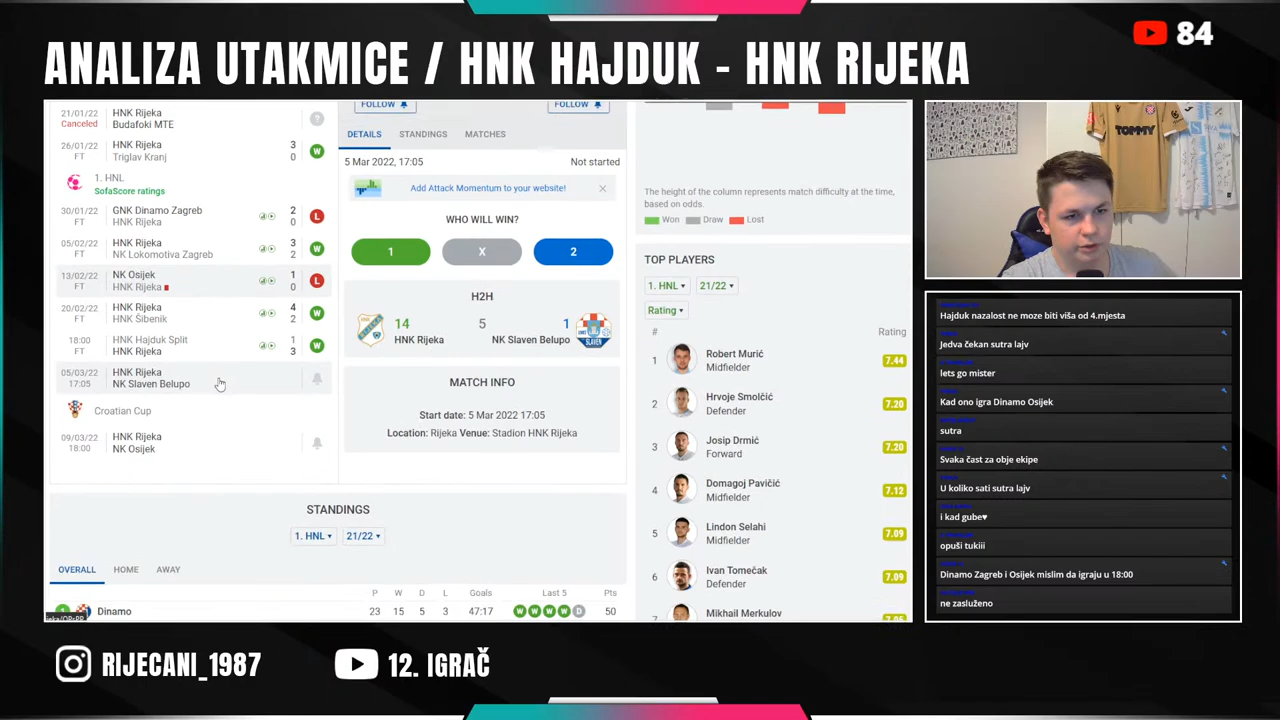 ANALIZA UTAKMICE / HNK HAJDUK - HNK RIJEKA
84
21/01/22 HNK Rijeka
Canceled Budafoki MTE
?
26/01/22 HNK Rijeka 3
FT Triglav Kranj 0
W
1. HNL
SofaScore ratings
30/01/22 GNK Dinamo Zagreb 2
FT HNK Rijeka 0
L
05/02/22 HNK Rijeka 3
FT NK Lokomotiva Zagreb 2
W
13/02/22 NK Osijek 1
FT HNK Rijeka 0
L
20/02/22 HNK Rijeka 4
FT HNK Šibenik 2
W
18:00 HNK Hajduk Split 1
FT HNK Rijeka 3
W
05/03/22 HNK Rijeka
17:05 NK Slaven Belupo
Croatian Cup
09/03/22 HNK Rijeka
18:00 NK Osijek
FOLLOW FOLLOW
DETAILS STANDINGS MATCHES
5 Mar 2022, 17:05 Not started
Add Attack Momentum to your website!
WHO WILL WIN?
1 X 2
H2H
14 5 1
HNK Rijeka NK Slaven Belupo
MATCH INFO
Start date: 5 Mar 2022 17:05
Location: Rijeka Venue: Stadion HNK Rijeka
STANDINGS
1. HNL 21/22
OVERALL HOME AWAY
P W D L Goals Last 5 Pts
1 Dinamo 23 15 5 3 47:17 W W W W D 50
The height of the column represents match difficulty at the time,
based on odds.
Won Draw Lost
TOP PLAYERS
1. HNL 21/22
Rating
# Rating
1 Robert Murić 7.44
Midfielder
2 Hrvoje Smolčić 7.20
Defender
3 Josip Drmić 7.20
Forward
4 Domagoj Pavičić 7.12
Midfielder
5 Lindon Selahi 7.09
Midfielder
6 Ivan Tomečak 7.09
Defender
7 Mikhail Merkulov
TOMMY
Hajduk nazalost ne moze biti viša od 4.mjesta
Jedva čekan sutra lajv
lets go mister
Kad ono igra Dinamo Osijek
sutra
Svaka čast za obje ekipe
U koliko sati sutra lajv
i kad gube♥
opuši tukiii
Dinamo Zagreb i Osijek mislim da igraju u 18:00
ne zasluženo
RIJECANI_1987
12. IGRAČ